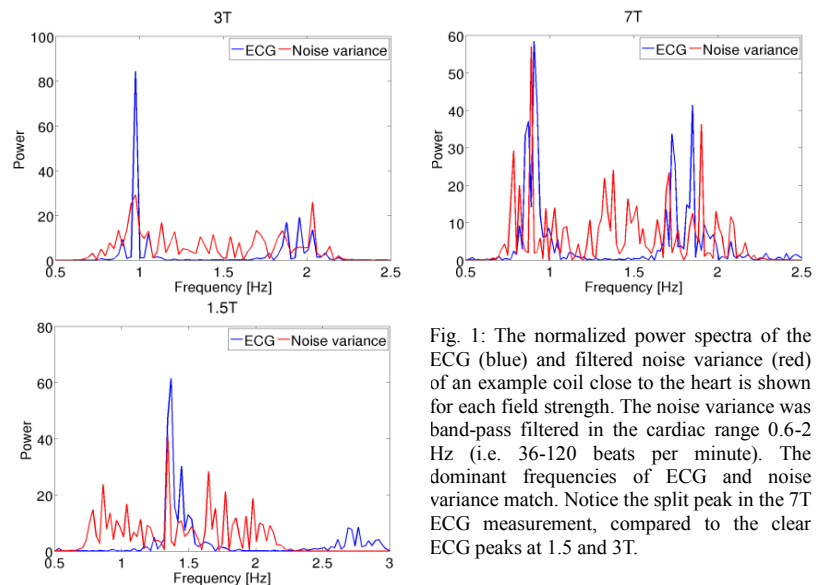 3T
ECG Noise variance
100
80
60
40
20
0
Power
0.5 1 1.5 2 2.5
Frequency [Hz]
7T
ECG Noise variance
60
50
40
30
20
10
0
Power
0.5 1 1.5 2 2.5
Frequency [Hz]
1.5T
ECG Noise variance
80
60
40
20
0
Power
0.5 1 1.5 2 2.5 3
Frequency [Hz]
Fig. 1: The normalized power spectra of the
ECG (blue) and filtered noise variance (red)
of an example coil close to the heart is shown
for each field strength. The noise variance was
band-pass filtered in the cardiac range 0.6-2
Hz (i.e. 36-120 beats per minute). The
dominant frequencies of ECG and noise
variance match. Notice the split peak in the 7T
ECG measurement, compared to the clear
ECG peaks at 1.5 and 3T.